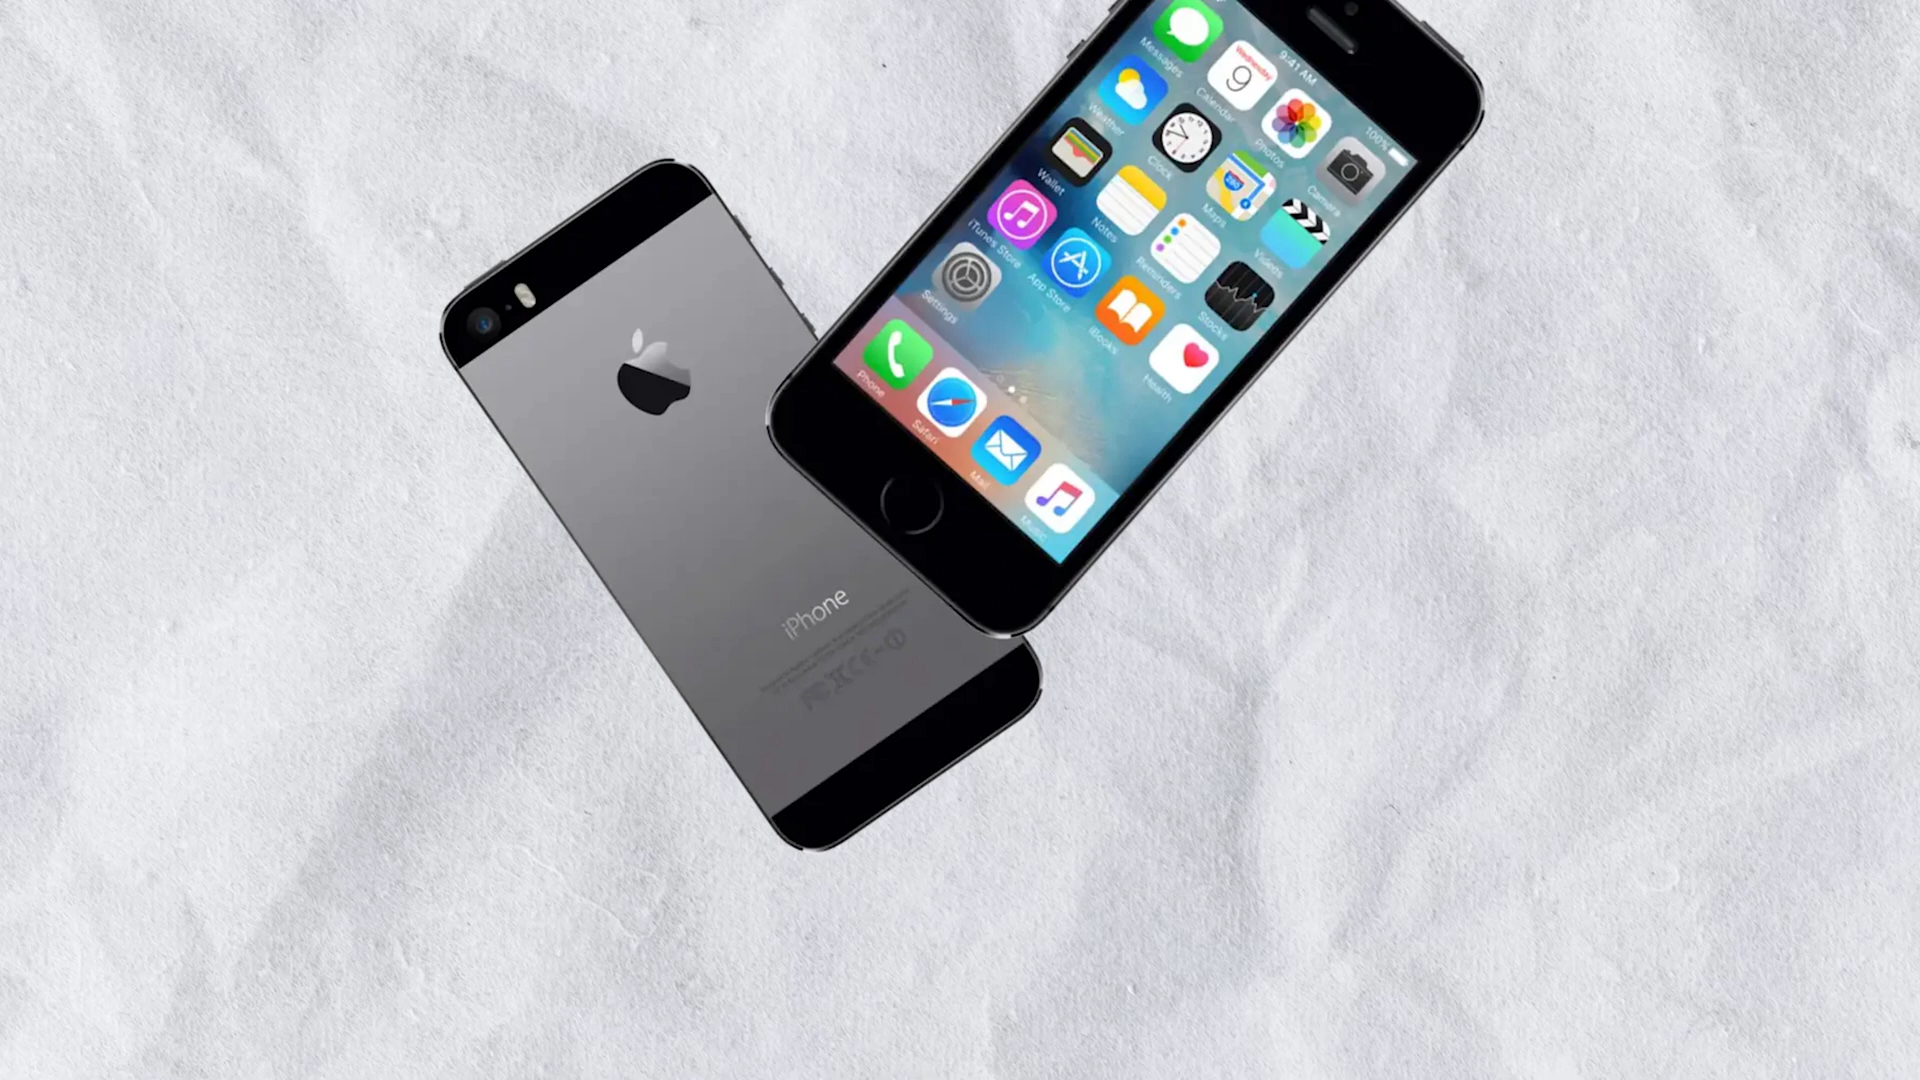 9:41 AM
100%
Messages
Wednesday
9
Calendar
Photos
Camera
Weather
Clock
280
Maps
Videos
Wallet
Notes
Reminders
Stocks
iTunes Store
App Store
iBooks
Health
Settings
Phone
Safari
Mail
Music
iPhone